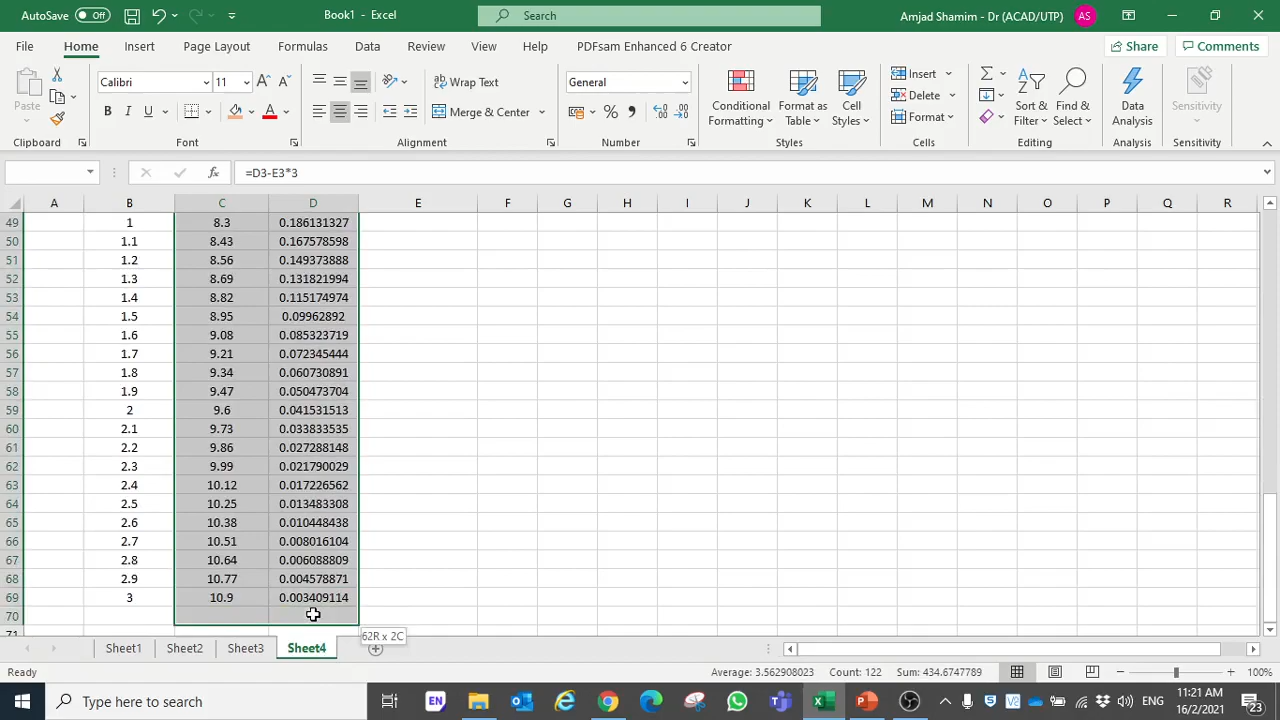 AutoSave Off Book1 - Excel Search Amjad Shamim - Dr (ACAD/UTP) AS
File Home Insert Page Layout Formulas Data Review View Help PDFsam Enhanced 6 Creator Share Comments
Calibri 11 Wrap Text General Insert
Paste Merge & Center Conditional Formatting Format as Table Cell Styles Delete Format Sort & Filter Find & Select Data Analysis Sensitivity
Clipboard Font Alignment Number Styles Cells Editing Analysis Sensitivity
=D3-E3*3
A B C D E F G H I J K L M N O P Q R
49 1 8.3 0.186131327
50 1.1 8.43 0.167578598
51 1.2 8.56 0.149373888
52 1.3 8.69 0.131821994
53 1.4 8.82 0.115174974
54 1.5 8.95 0.09962892
55 1.6 9.08 0.085323719
56 1.7 9.21 0.072345444
57 1.8 9.34 0.060730891
58 1.9 9.47 0.050473704
59 2 9.6 0.041531513
60 2.1 9.73 0.033833535
61 2.2 9.86 0.027288148
62 2.3 9.99 0.021790029
63 2.4 10.12 0.017226562
64 2.5 10.25 0.013483308
65 2.6 10.38 0.010448438
66 2.7 10.51 0.008016104
67 2.8 10.64 0.006088809
68 2.9 10.77 0.004578871
69 3 10.9 0.003409114
70
71
62R x 2C
Sheet1 Sheet2 Sheet3 Sheet4
Ready Average: 3.562908023 Count: 122 Sum: 434.6747789 100%
Type here to search EN ENG 11:21 AM
16/2/2021 23